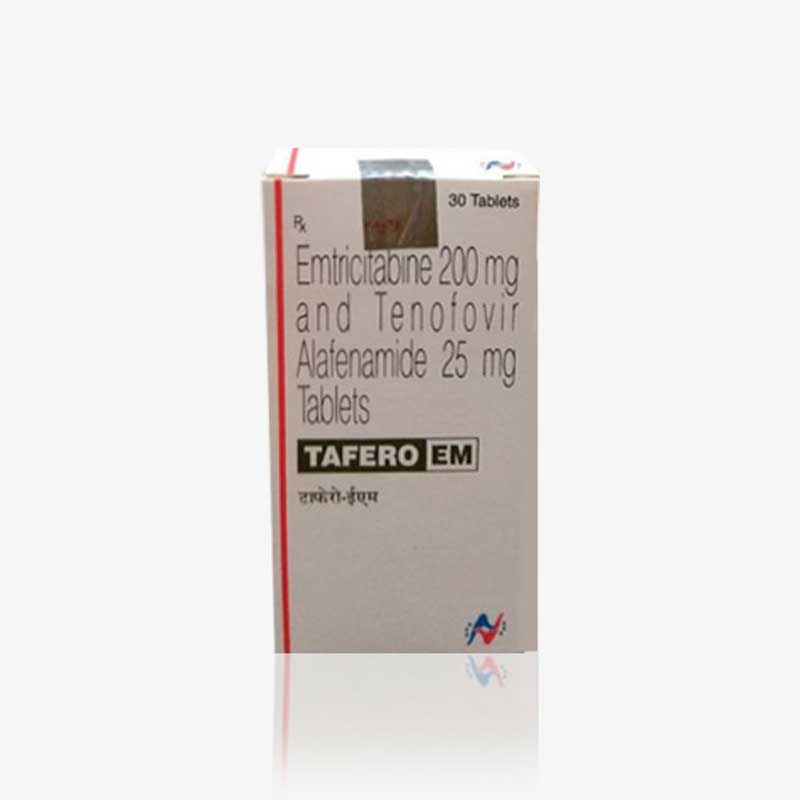 30 Tablets
Rx
Emtricitabine 200 mg
and Tenofovir
Alafenamide 25 mg
Tablets
TAFERO EM
टाफेरो-ईएम